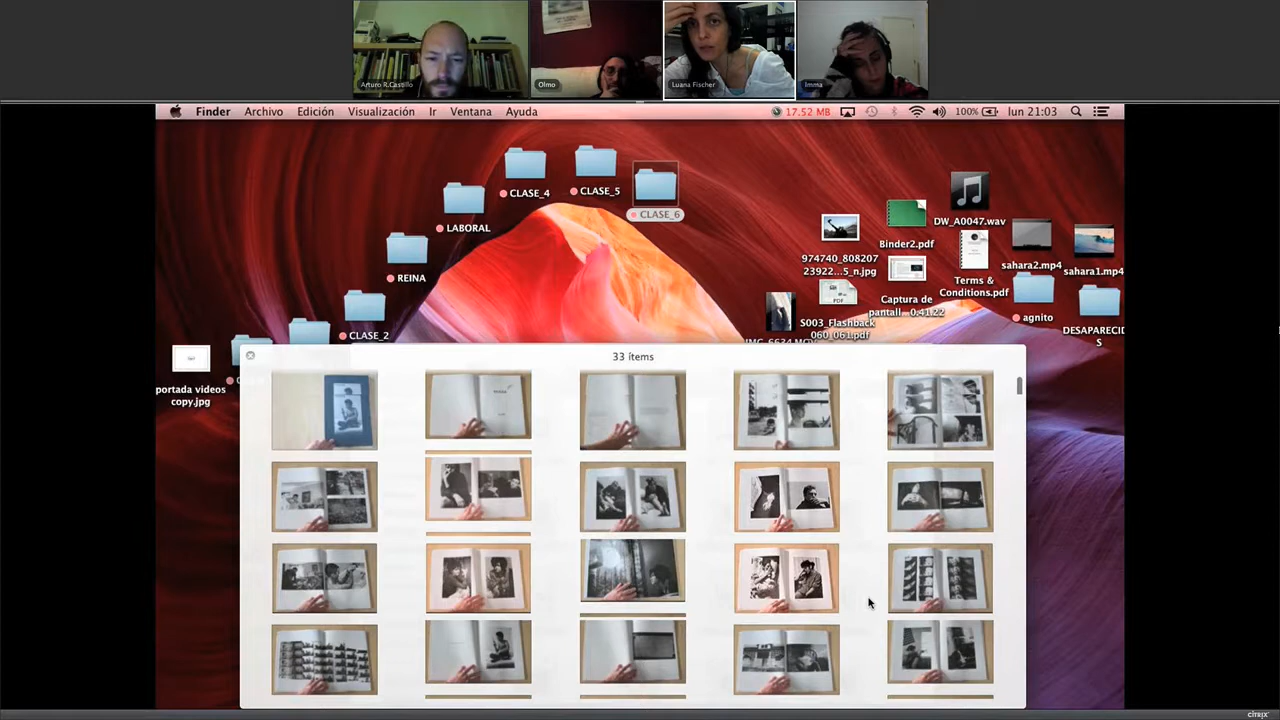 Arturo R.Castillo
Olmo
Luana Fischer
Imma
Finder Archivo Edición Visualización Ir Ventana Ayuda
17.52 MB
100%
lun 21:03
CLASE_4
CLASE_5
CLASE_6
LABORAL
REINA
CLASE_2
portada videos
copy.jpg
DW_A0047.wav
Binder2.pdf
974740_808207
23922...5_n.jpg
sahara2.mp4
sahara1.mp4
Terms &
Conditions.pdf
Captura de
pantall...0.41.22
PDF
S003_Flashback
060_061.pdf
agnito
DESAPARECID
S
33 ítems
CITRIX